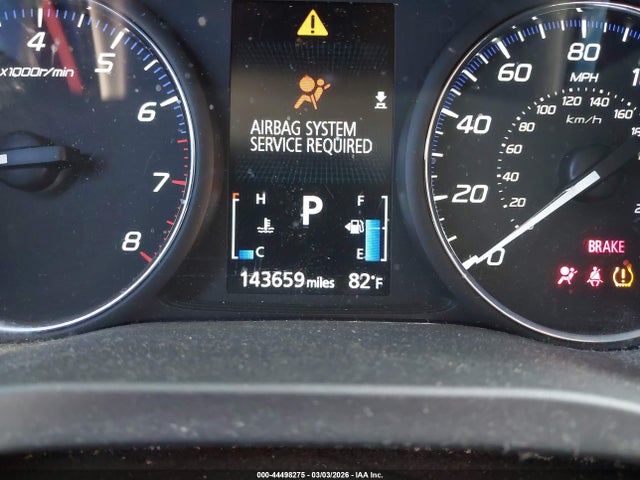 4
5
6
7
8
x1000r/min
AIRBAG SYSTEM
SERVICE REQUIRED
H
C
P
F
E
143659 miles 82°F
0
20
40
60
80
MPH
km/h
20
40
60
80
100
120
140
160
BRAKE
000-44498275 - 03/03/2026 - IAA Inc.